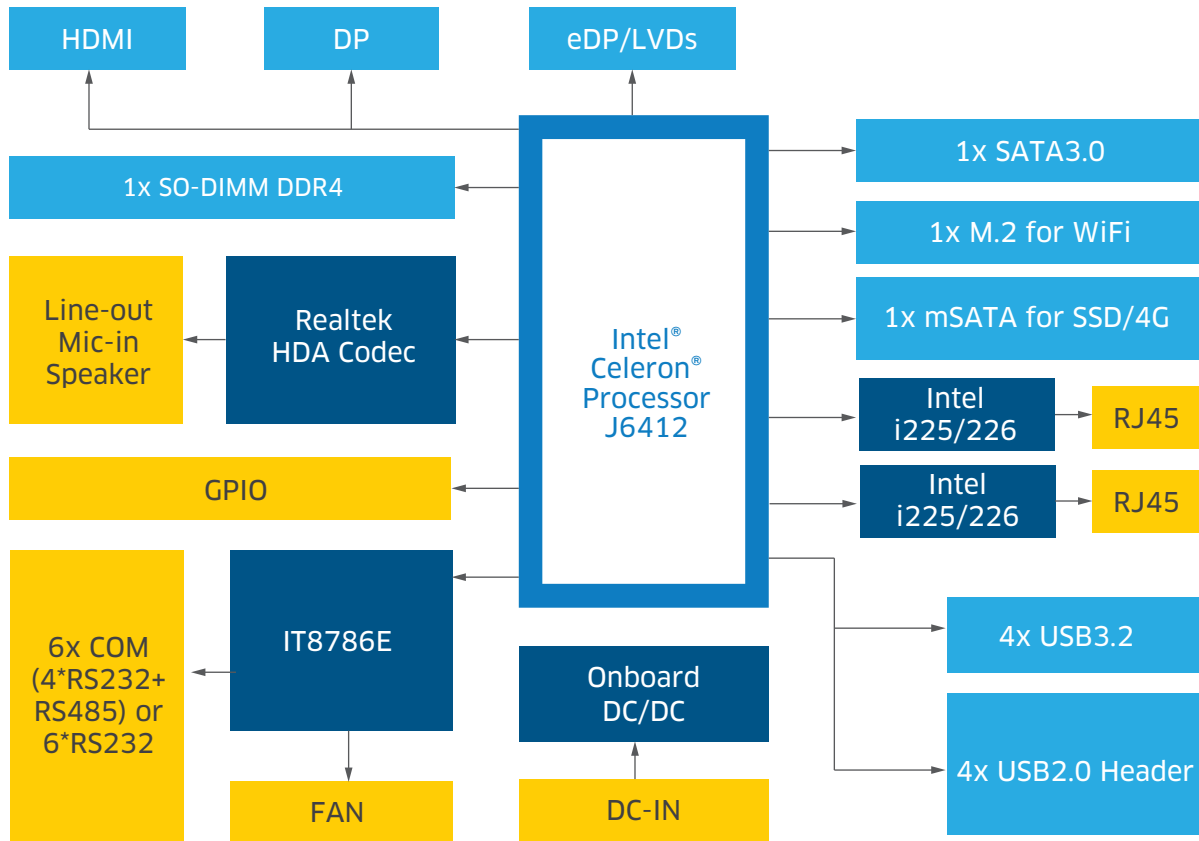 HDMI
DP
eDP/LVDs
1x SO-DIMM DDR4
1x SATA3.0
1x M.2 for WiFi
1x mSATA for SSD/4G
Line-out
Mic-in
Speaker
Realtek
HDA Codec
Intel®
Celeron®
Processor
J6412
Intel
i225/226
RJ45
Intel
i225/226
RJ45
GPIO
6x COM
(4*RS232+
RS485) or
6*RS232
IT8786E
FAN
Onboard
DC/DC
DC-IN
4x USB3.2
4x USB2.0 Header